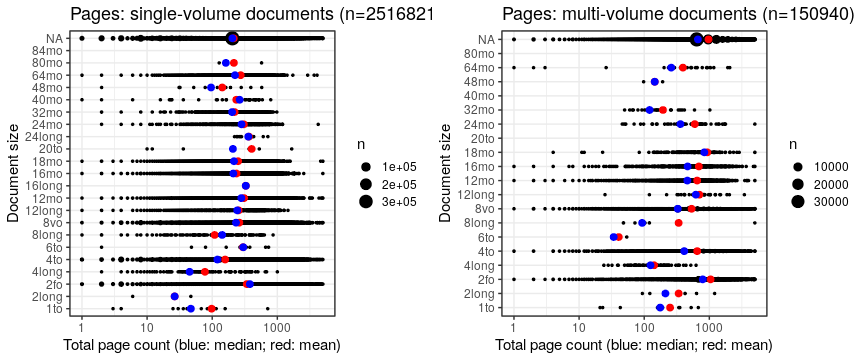 Pages: single-volume documents (n=2516821
NA
84mo
80mo
64mo
48mo
40mo
32mo
24mo
24long
20to
18mo
16mo
16long
12mo
12long
8vo
8long
6to
4to
4long
2fo
2long
1to
Document size
1
10
100
1000
Total page count (blue: median; red: mean)
n
1e+05
2e+05
3e+05
Pages: multi-volume documents (n=150940)
NA
80mo
64mo
48mo
40mo
32mo
24mo
20to
18mo
16mo
12mo
12long
8vo
8long
6to
4to
4long
2fo
2long
1to
Document size
1
10
100
1000
Total page count (blue: median; red: mean)
n
10000
20000
30000